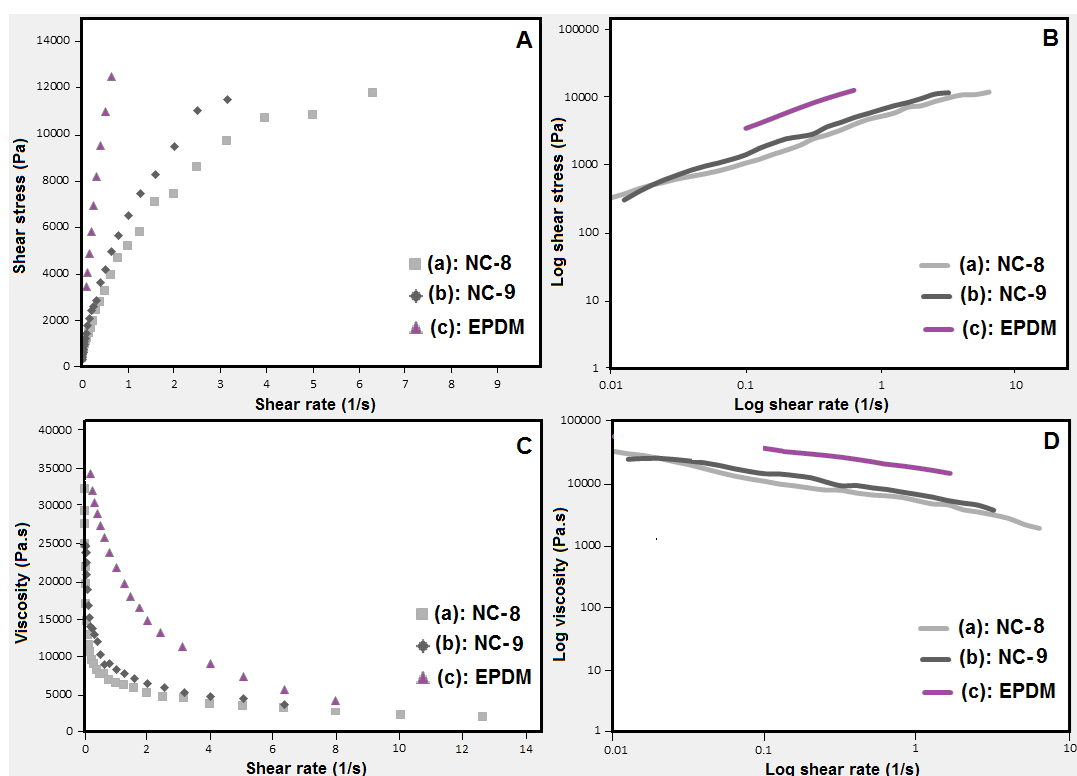 A
14000
12000
10000
8000
6000
4000
2000
0
Shear stress (Pa)
(a): NC-8
(b): NC-9
(c): EPDM
0 1 2 3 4 5 6 7 8 9
Shear rate (1/s)
B
100000
10000
1000
100
10
1
Log shear stress (Pa)
(a): NC-8
(b): NC-9
(c): EPDM
0.01 0.1 1 10
Log shear rate (1/s)
C
40000
35000
30000
25000
20000
15000
10000
5000
0
Viscosity (Pa.s)
(a): NC-8
(b): NC-9
(c): EPDM
0 2 4 6 8 10 12 14
Shear rate (1/s)
D
100000
10000
1000
100
10
1
Log viscosity (Pa.s)
(a): NC-8
(b): NC-9
(c): EPDM
0.01 0.1 1 10
Log shear rate (1/s)